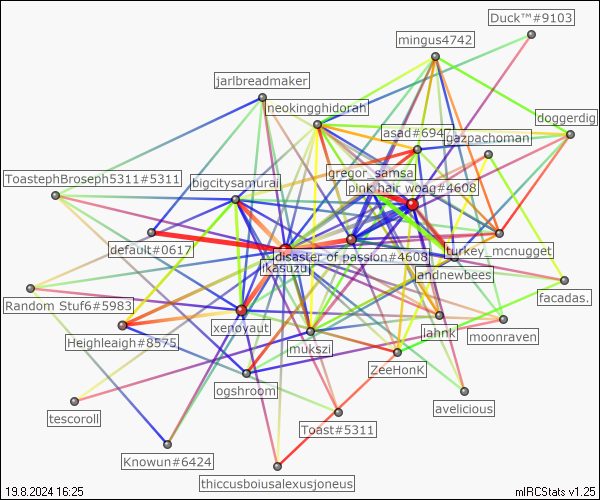 Duck™#9103
mingus4742
jarlbreadmaker
neokingghidorah
doggerdig
asad#694
gazpachoman
gregor_samsa
ToastephBroseph5311#5311
bigcitysamurai
pink hair woag#4608
default#0617
turkey_mcnugget
disaster of passion#4608
ikasuzu
landnewbees
facadas.
Random Stuf6#5983
xenoyaut
lahnk
moonraven
Heighleaigh#8575
mukszi
ZeeHonk
ogshroom
avelicious
tescoroll
Toast#5311
Knowun#6424
thiccusboiusalexusjoneus
19.8.2024 16:25
mIRCStats v1.25